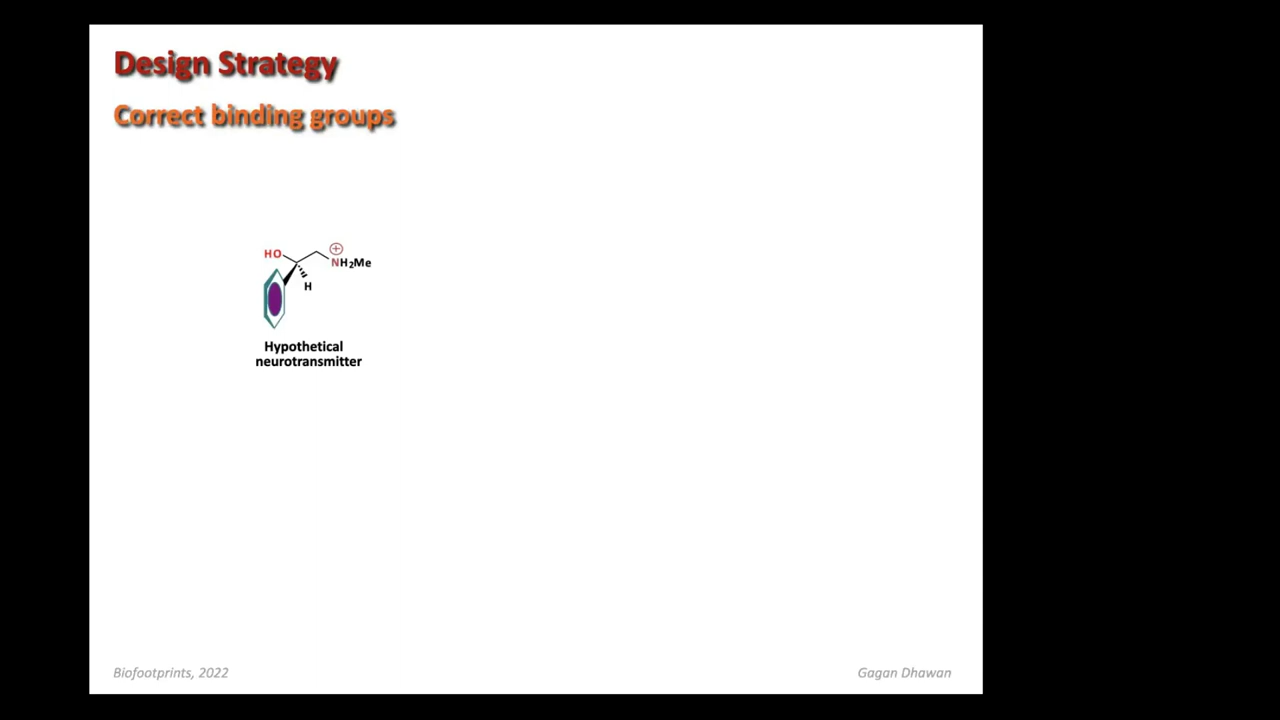 Design Strategy
Correct binding groups
HO
⊕
NH₂Me
H
Hypothetical
neurotransmitter
Biofootprints, 2022
Gagan Dhawan